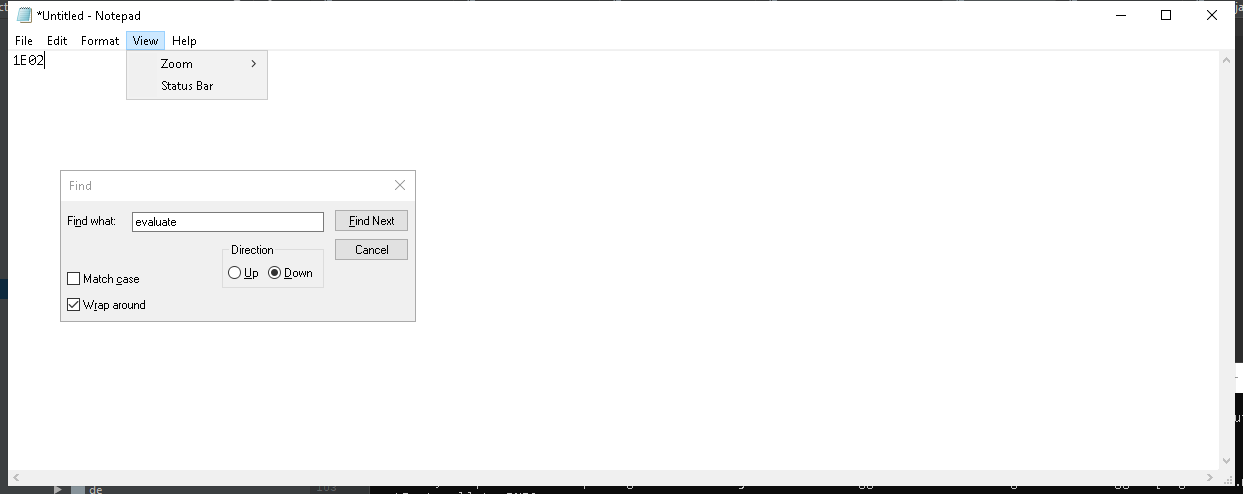 *Untitled - Notepad
File Edit Format View Help
1E02
Zoom
Status Bar
Find
Find what: evaluate Find Next
Direction Cancel
Up Down
Match case
Wrap around
de
103